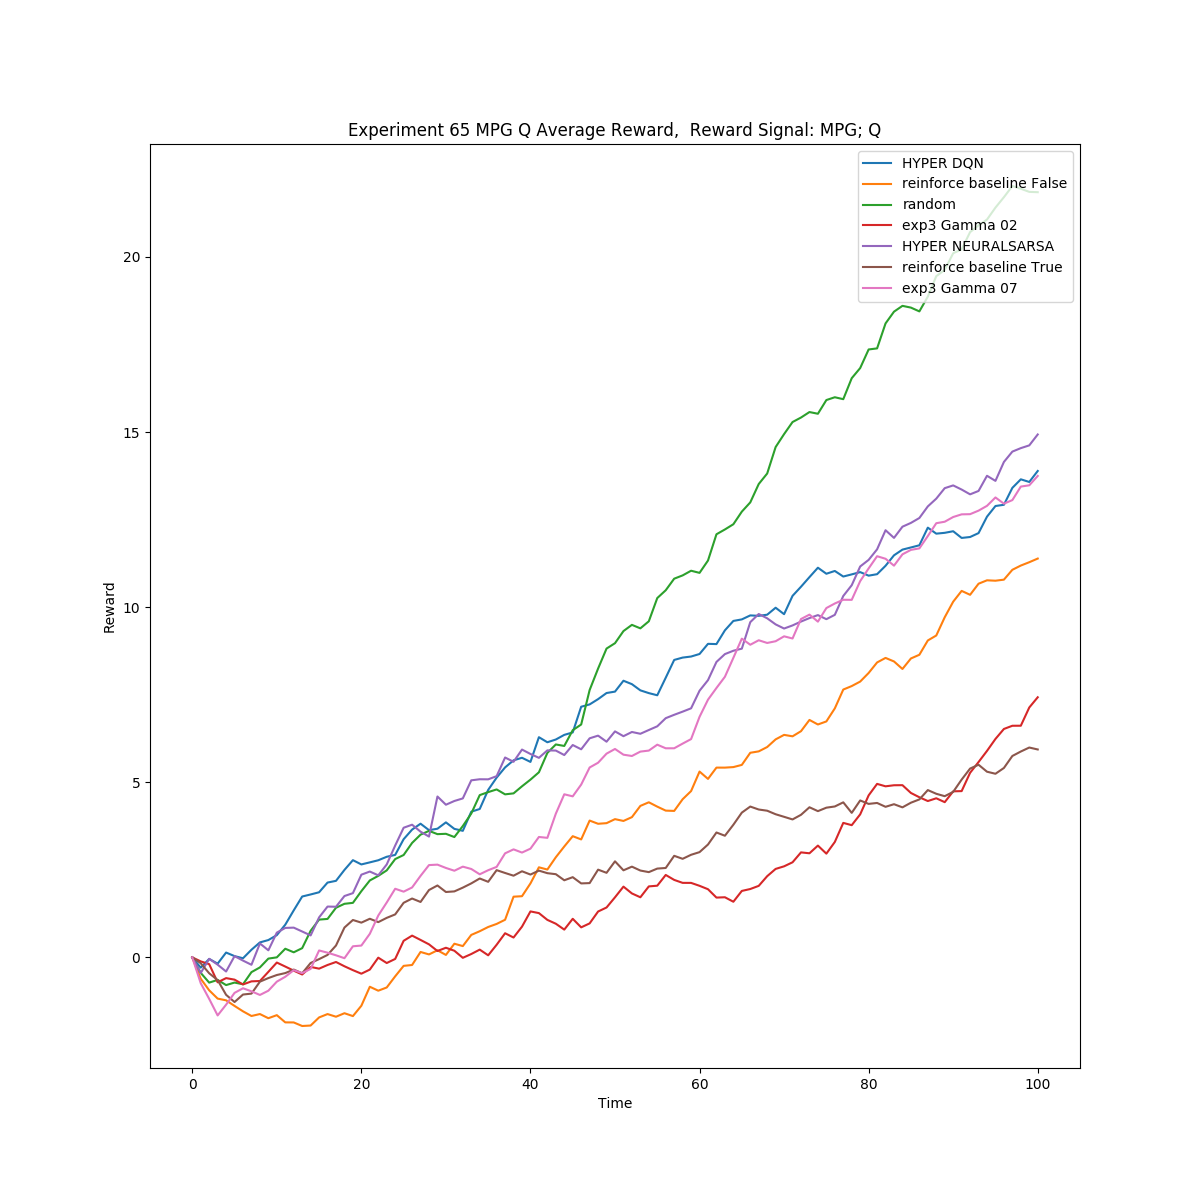 Experiment 65 MPG Q Average Reward,  Reward Signal: MPG; Q
HYPER DQN
reinforce baseline False
random
exp3 Gamma 02
HYPER NEURALSARSA
reinforce baseline True
exp3 Gamma 07
20
15
10
5
0
Reward
0 20 40 60 80 100
Time